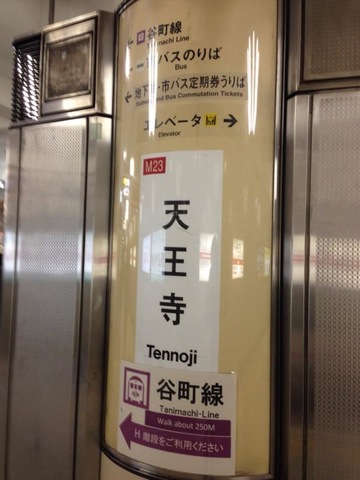 ← 谷町線
Tanimachi Line
← 市バスのりば
Bus
← 地下鉄・市バス定期券うりば
Subway and Bus Commutation Tickets
エレベータ →
Elevator
M23
天王寺
Tennoji
谷町線
Tanimachi-Line
Walk about 250M
階段をご利用ください